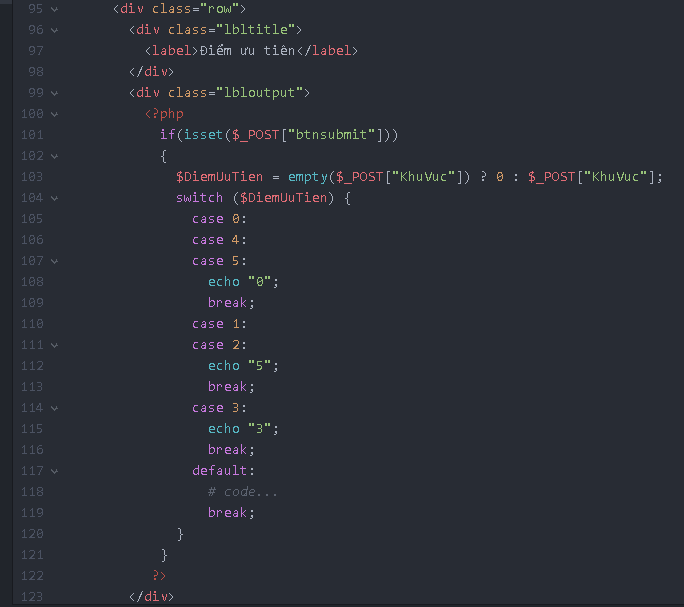 95 <div class="row">
96 <div class="lbltitle">
97 <label>Điểm ưu tiên</label>
98 </div>
99 <div class="lbloutput">
100 <?php
101 if(isset($_POST["btnsubmit"]))
102 {
103 $DiemUuTien = empty($_POST["KhuVuc"]) ? 0 : $_POST["KhuVuc"];
104 switch ($DiemUuTien) {
105 case 0:
106 case 4:
107 case 5:
108 echo "0";
109 break;
110 case 1:
111 case 2:
112 echo "5";
113 break;
114 case 3:
115 echo "3";
116 break;
117 default:
118 # code...
119 break;
120 }
121 }
122 ?>
123 </div>